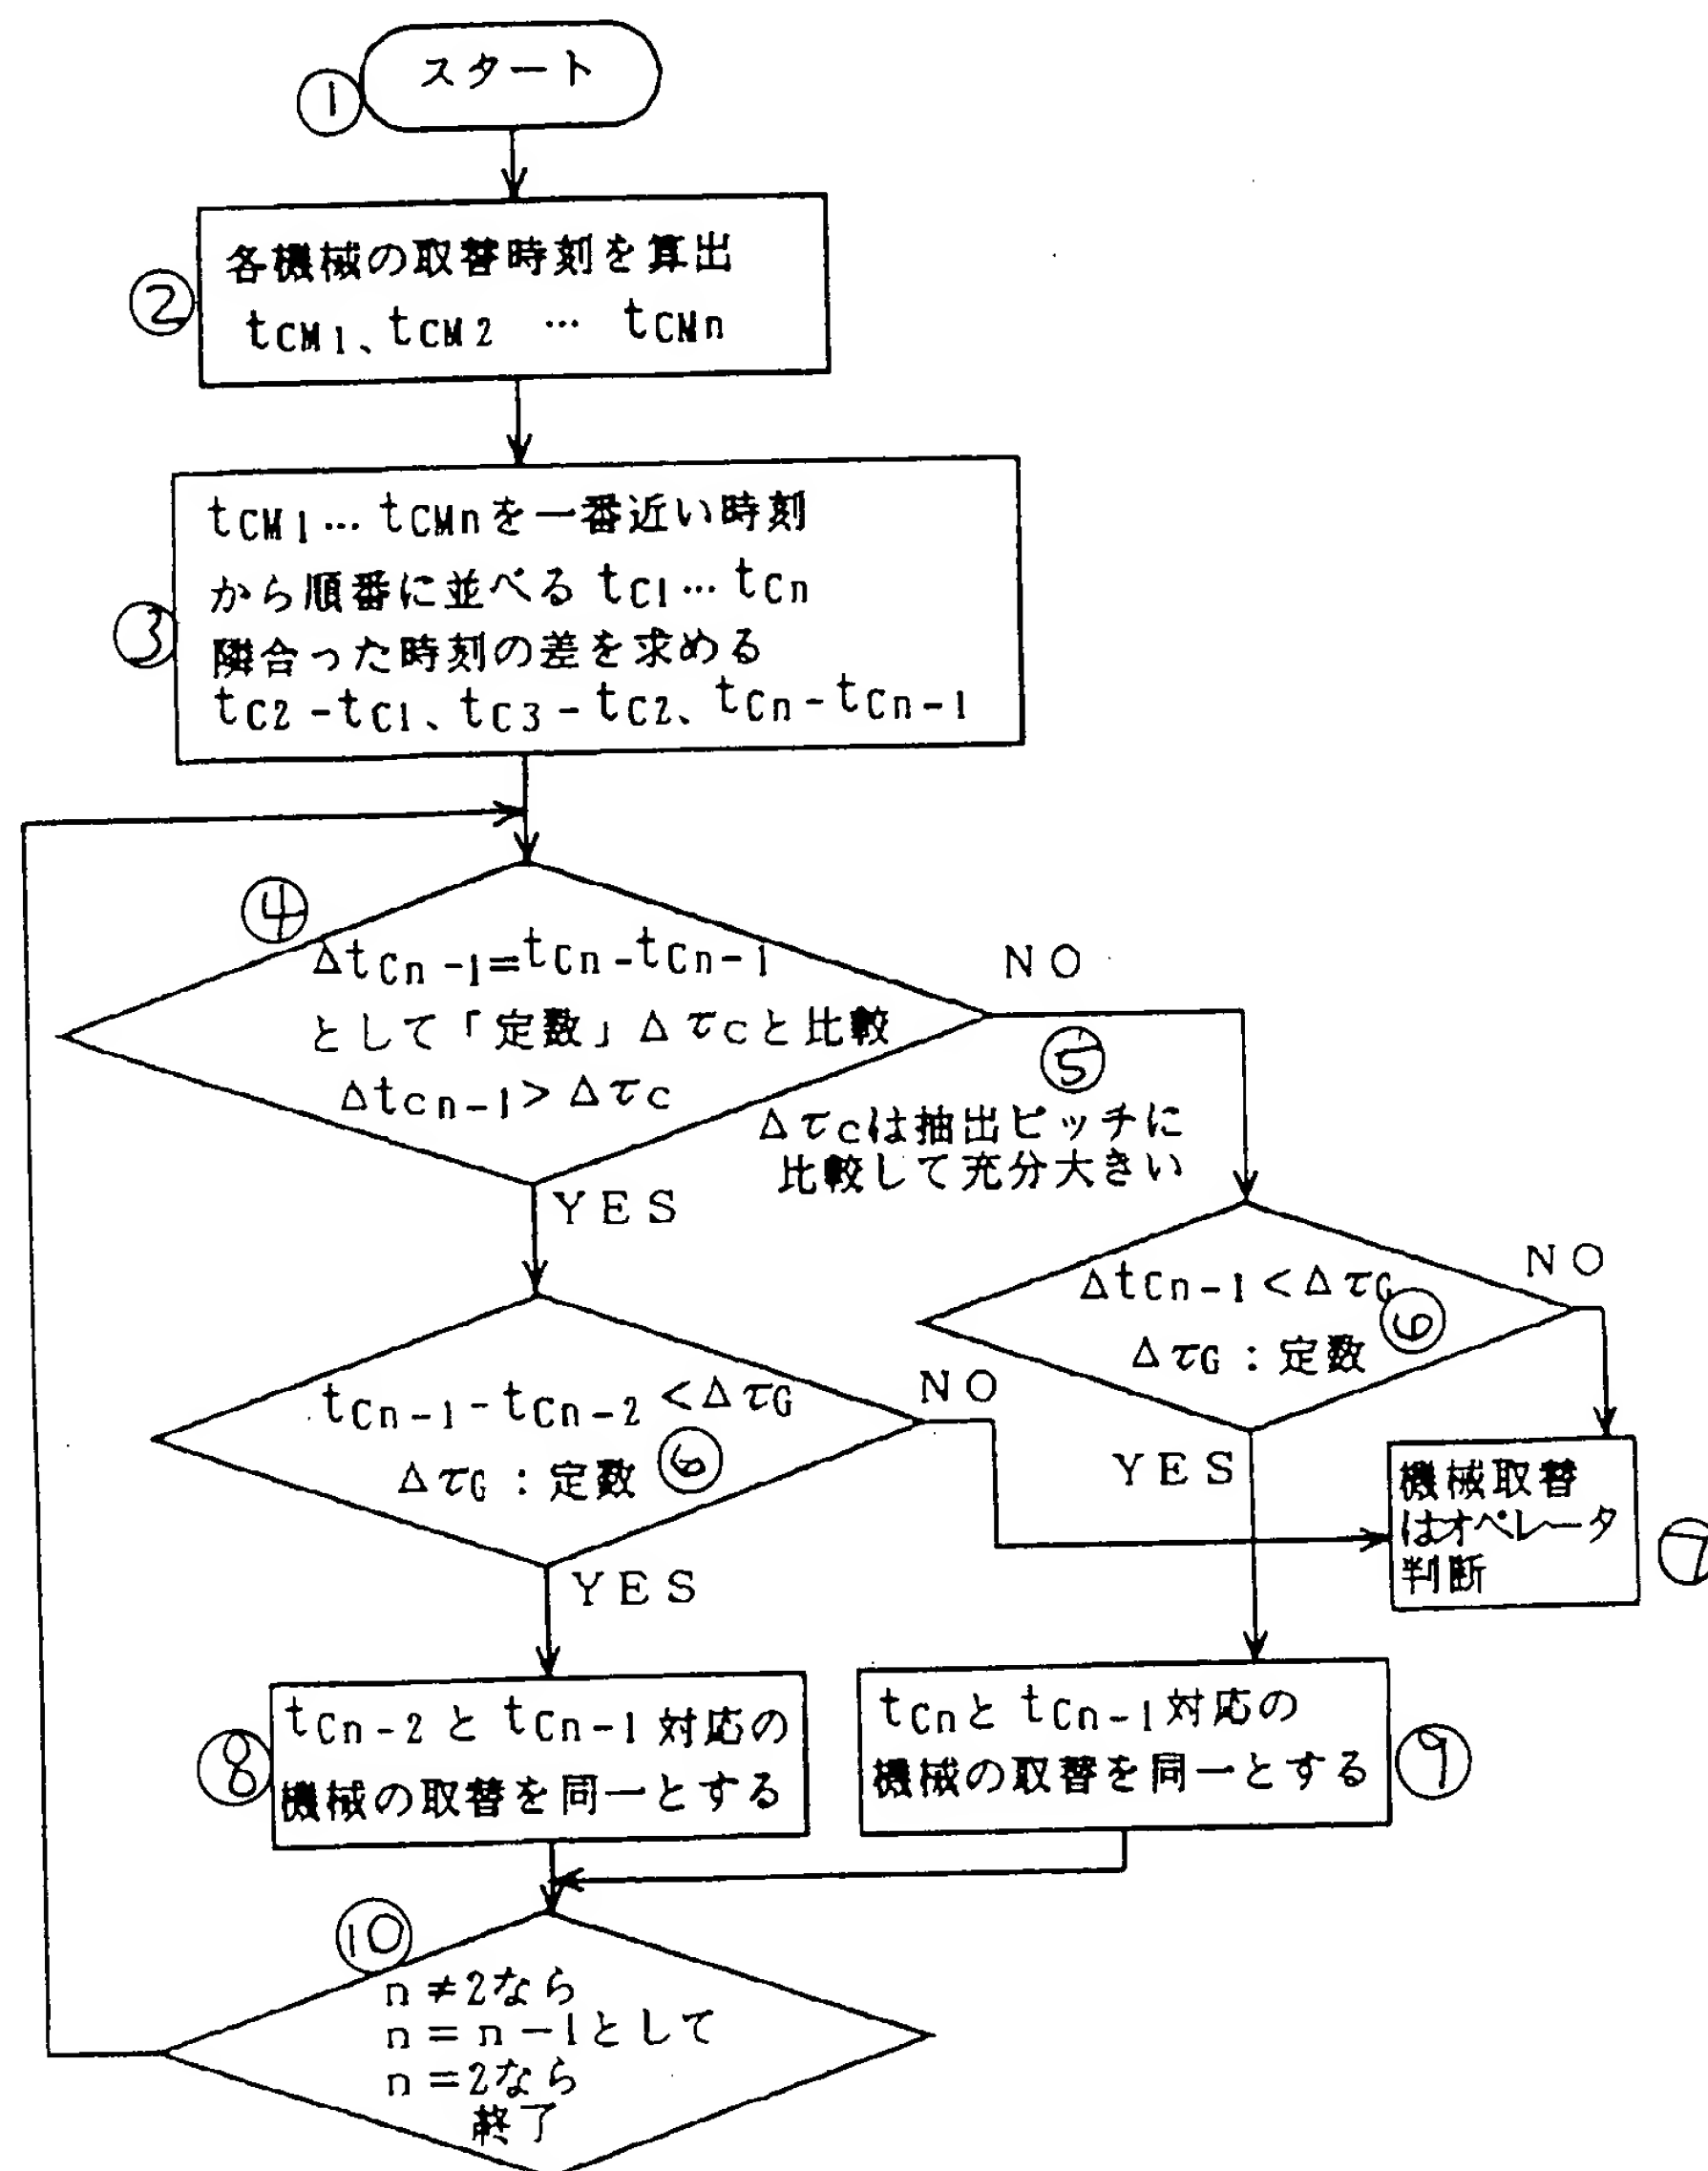 ① スタート
② 各機械の取替時刻を算出
tCM1、tCM2 … tCMn
③ tCM1…tCMnを一番近い時刻
から順番に並べる tC1…tCn
隣合った時刻の差を求める
tC2-tC1、tC3-tC2、tCn-tCn-1
④
ΔtCn-1=tCn-tCn-1
として「定数」Δτcと比較
Δtcn-1>Δτc
NO
YES
⑤
Δτcは抽出ピッチに
比較して充分大きい
ΔtCn-1<ΔτG
ΔτG:定数 ⑥
NO
YES
tCn-1-tCn-2<ΔτG
ΔτG:定数 ⑥
NO
YES
機械取替
はオペレータ
判断
⑦
⑧ tCn-2とtCn-1対応の
機械の取替を同一とする
tCnとtCn-1対応の
機械の取替を同一とする ⑨
⑩
n≠2なら
n=n-1として
n=2なら
終了